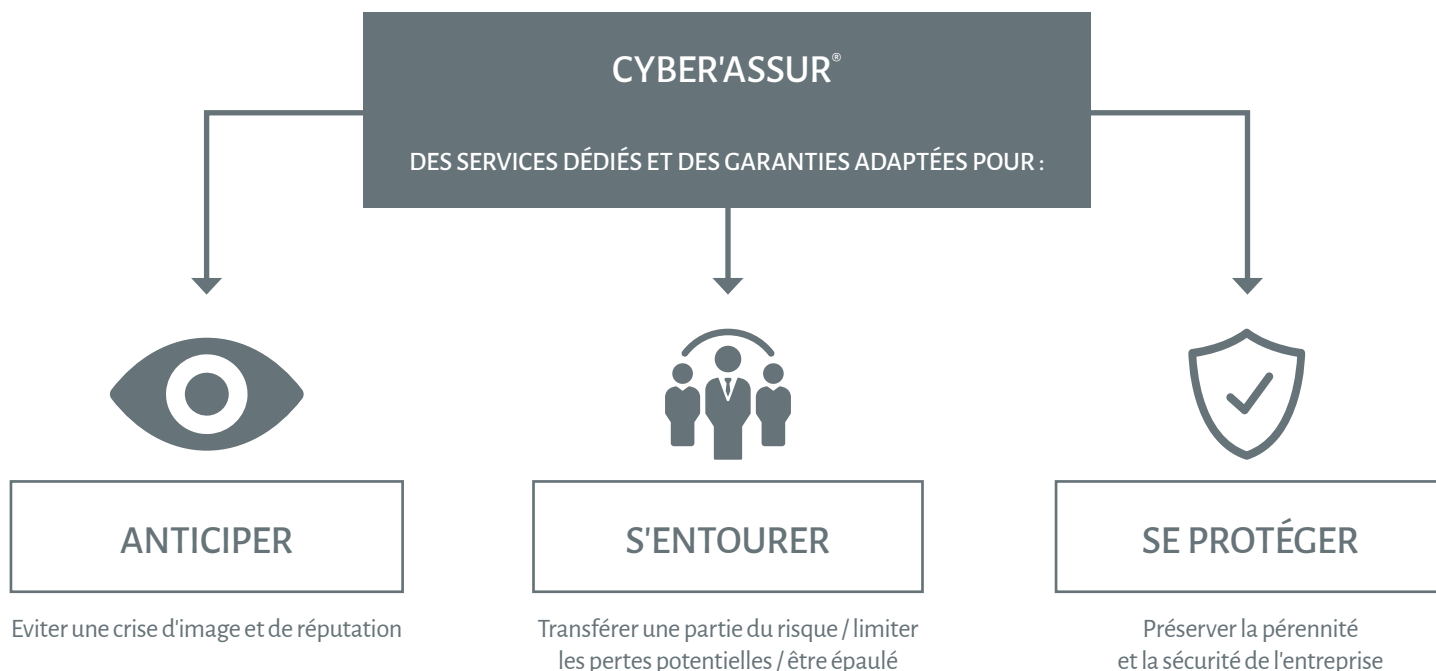 CYBER'ASSUR®
DES SERVICES DÉDIÉS ET DES GARANTIES ADAPTÉES POUR :
ANTICIPER
Eviter une crise d'image et de réputation
S'ENTOURER
Transférer une partie du risque / limiter
les pertes potentielles / être épaulé
SE PROTÉGER
Préserver la pérennité
et la sécurité de l'entreprise